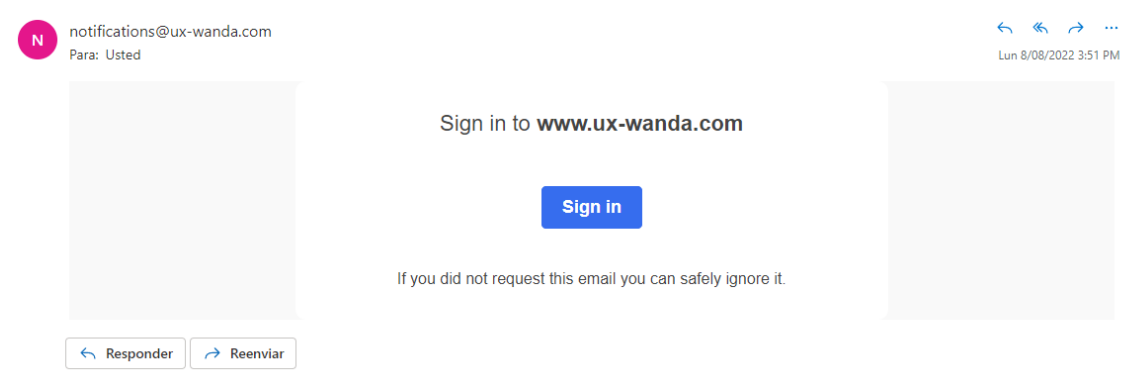 N
notifications@ux-wanda.com
Para: Usted
Lun 8/08/2022 3:51 PM
Sign in to www.ux-wanda.com
Sign in
If you did not request this email you can safely ignore it.
Responder
Reenviar